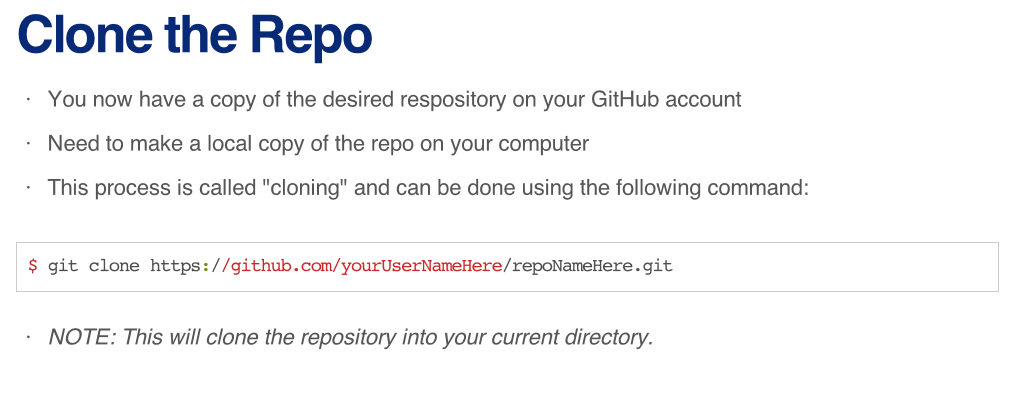 Clone the Repo
· You now have a copy of the desired respository on your GitHub account
· Need to make a local copy of the repo on your computer
· This process is called "cloning" and can be done using the following command:
$ git clone https://github.com/yourUserNameHere/repoNameHere.git
· NOTE: This will clone the repository into your current directory.